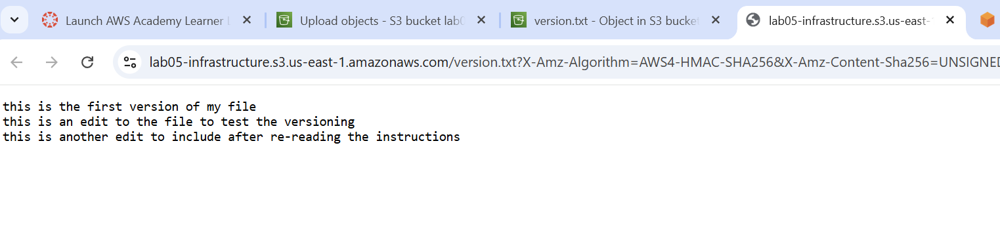 Launch AWS Academy Learner
Upload objects - S3 bucket lab0
version.txt - Object in S3 bucket
lab05-infrastructure.s3.us-east-
lab05-infrastructure.s3.us-east-1.amazonaws.com/version.txt?X-Amz-Algorithm=AWS4-HMAC-SHA256&X-Amz-Content-Sha256=UNSIGNED
this is the first version of my file
this is an edit to the file to test the versioning
this is another edit to include after re-reading the instructions